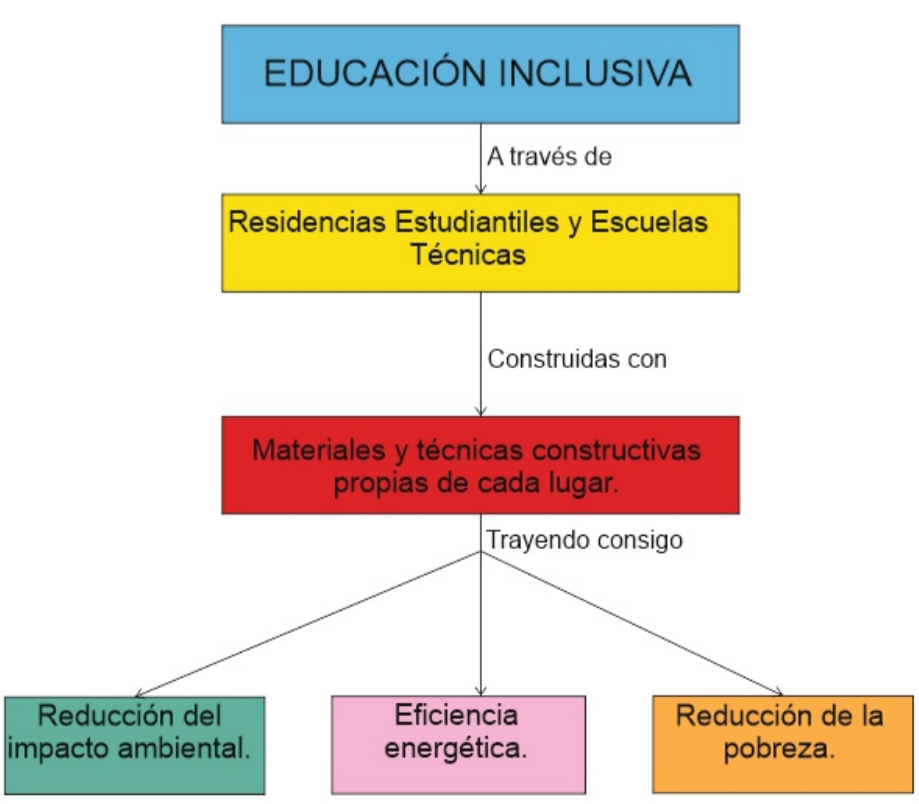 EDUCACIÓN INCLUSIVA
A través de
Residencias Estudiantiles y Escuelas
Técnicas
Construidas con
Materiales y técnicas constructivas
propias de cada lugar.
Trayendo consigo
Reducción del
impacto ambiental.
Eficiencia
energética.
Reducción de la
pobreza.